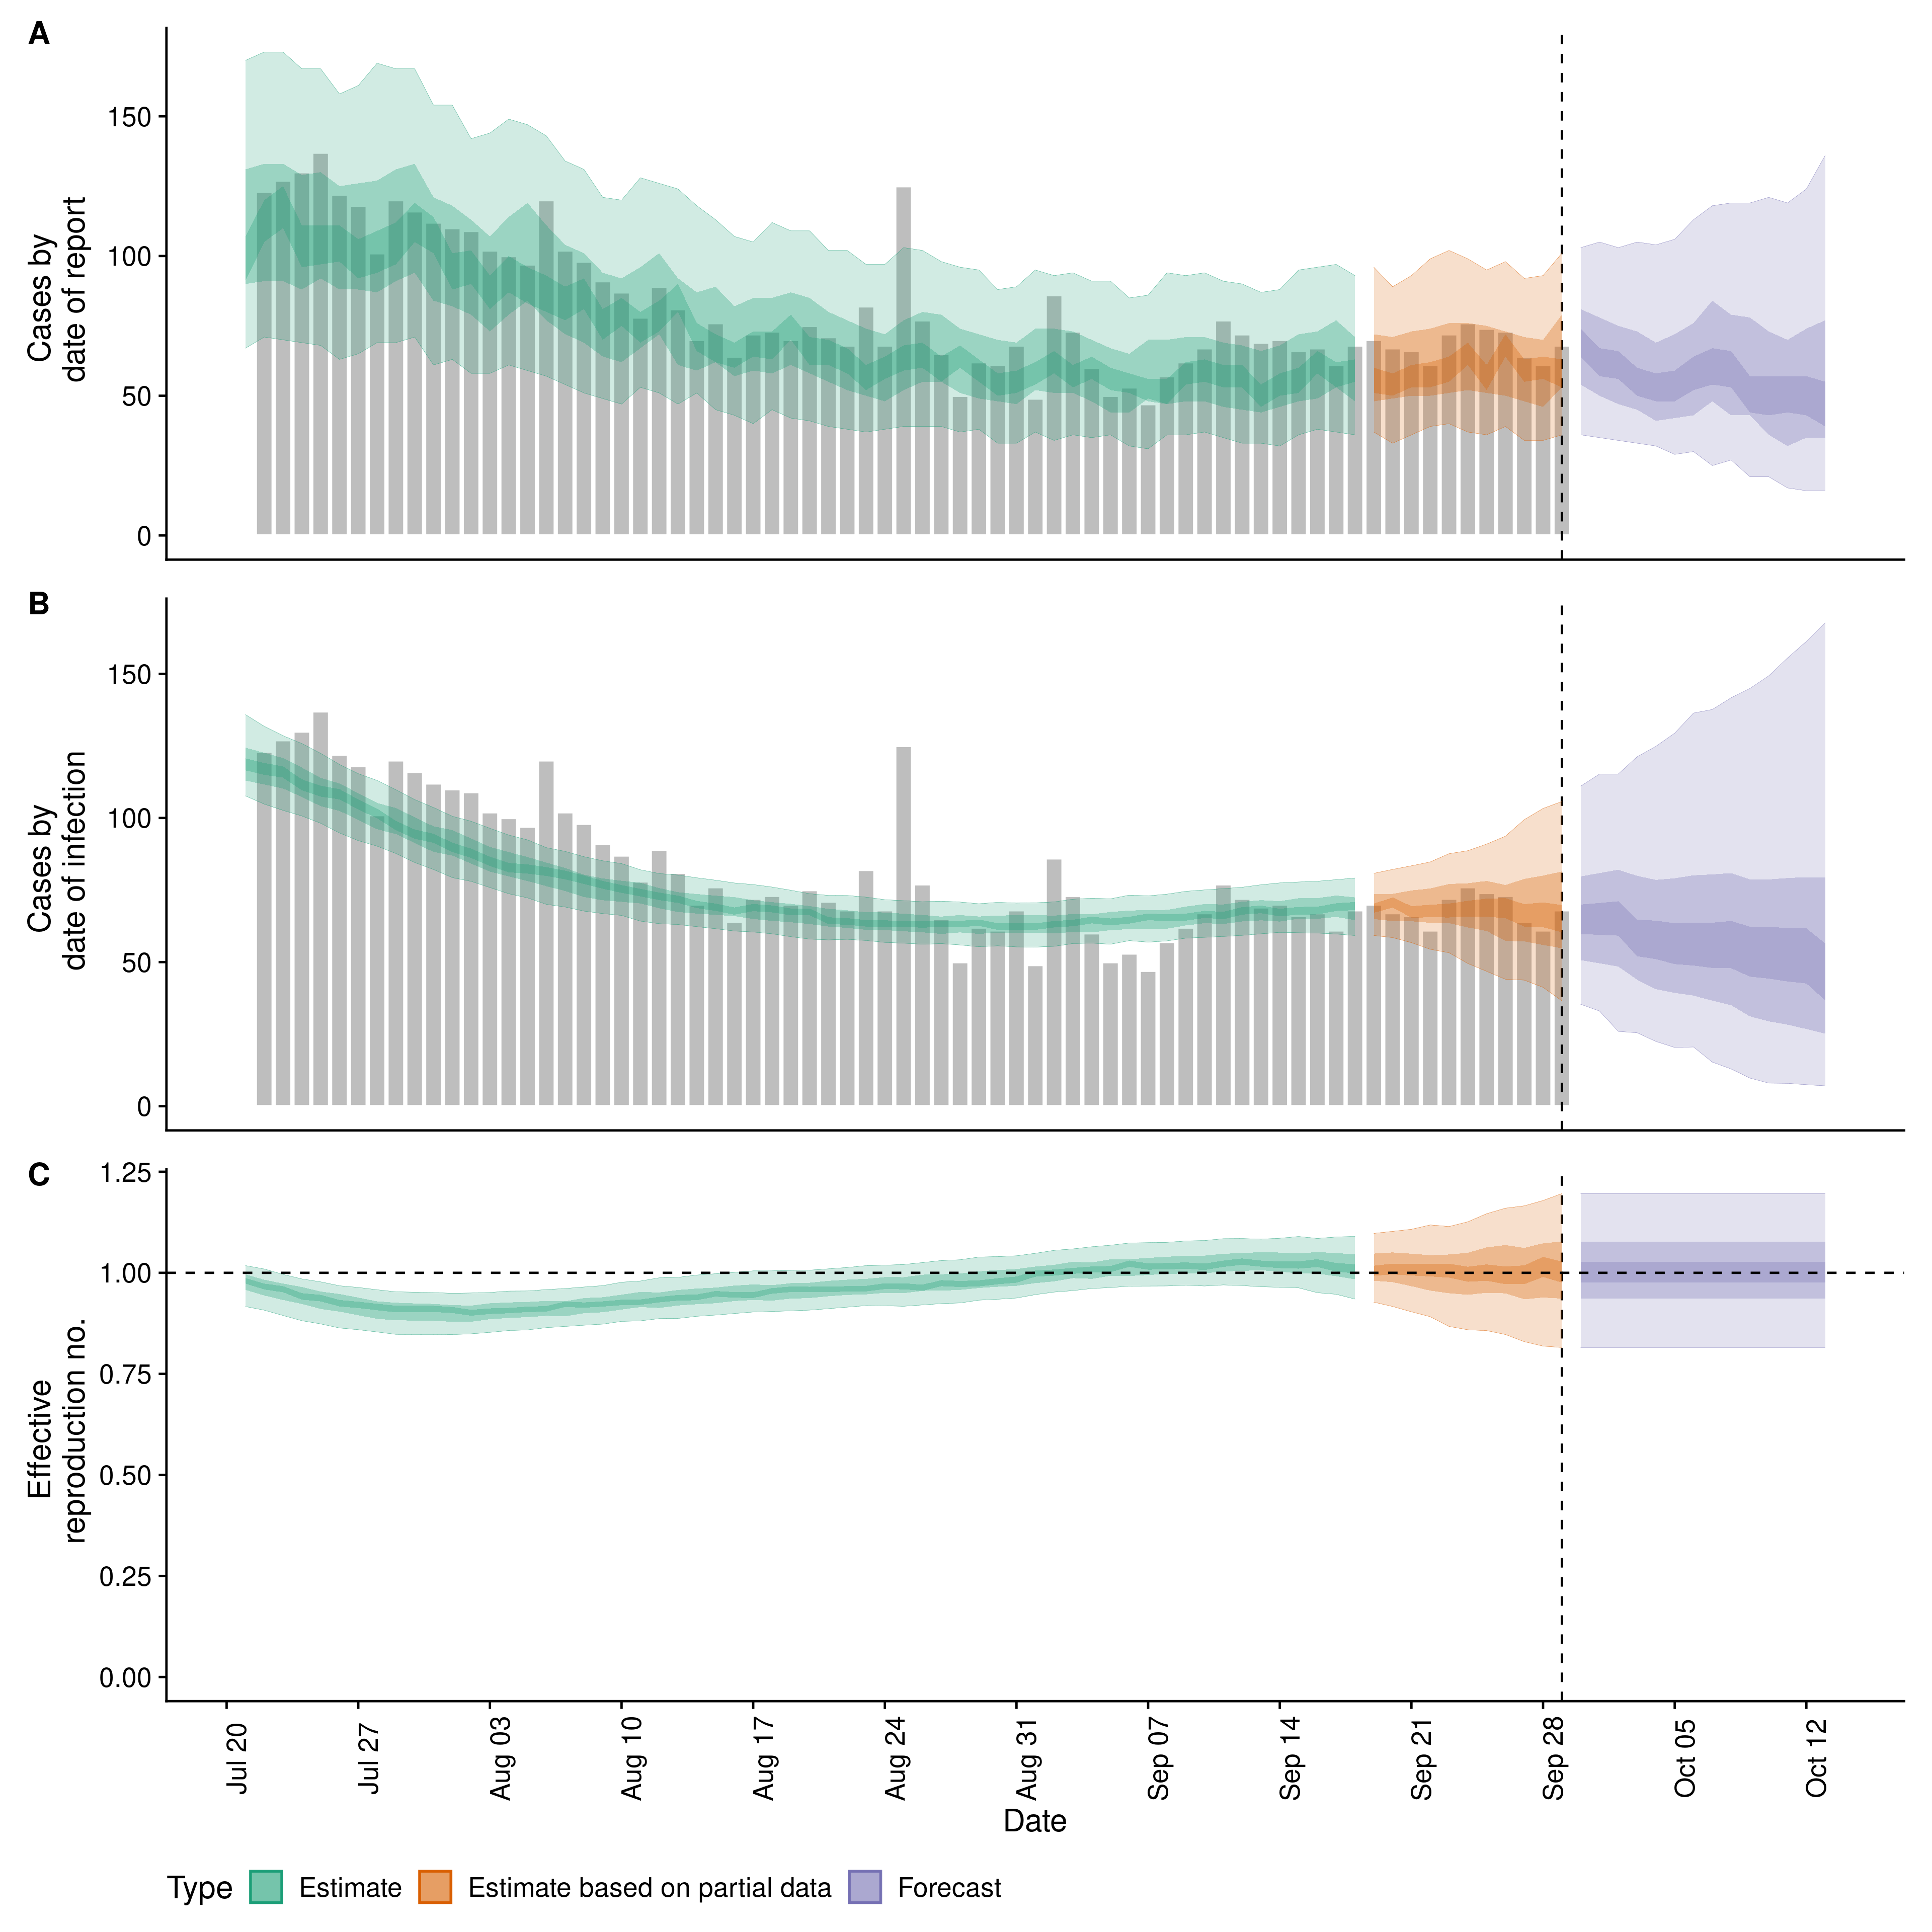 A
Cases by
date of report
150
100
50
0
B
Cases by
date of infection
150
100
50
0
C
Effective
reproduction no.
1.25
1.00
0.75
0.50
0.25
0.00
Jul 20
Jul 27
Aug 03
Aug 10
Aug 17
Aug 24
Aug 31
Sep 07
Sep 14
Sep 21
Sep 28
Oct 05
Oct 12
Date
Type Estimate Estimate based on partial data Forecast